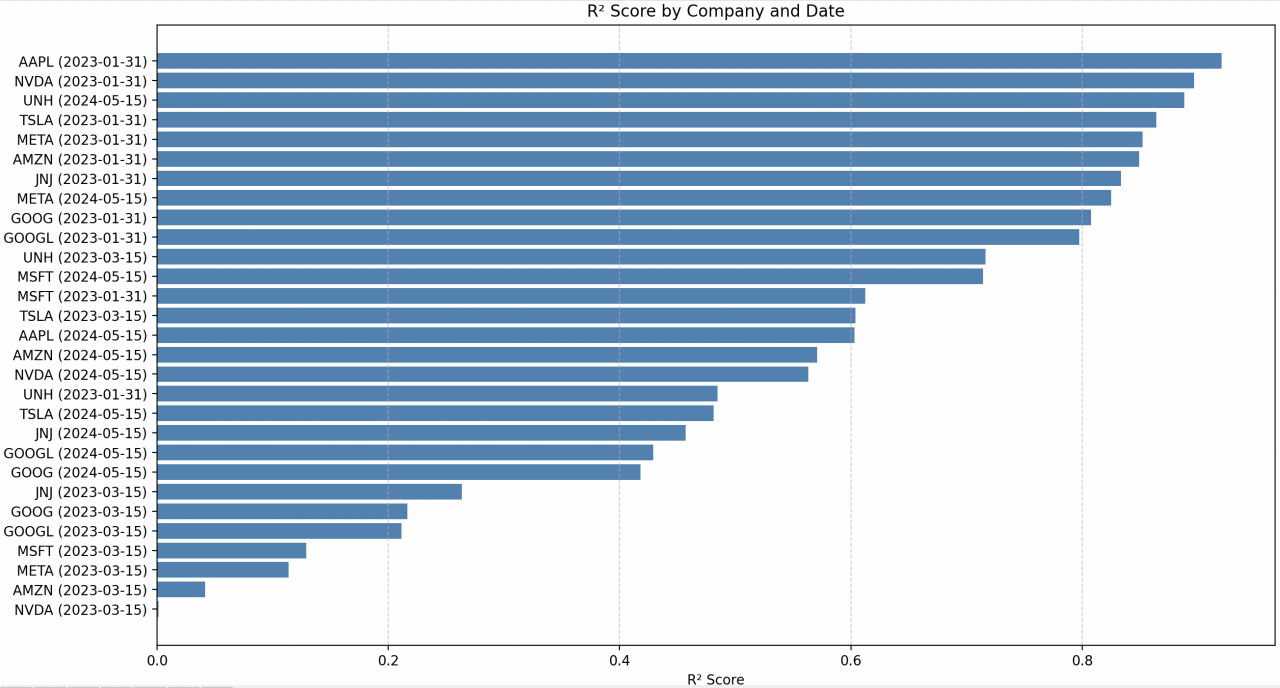 R² Score by Company and Date
AAPL (2023-01-31)
NVDA (2023-01-31)
UNH (2024-05-15)
TSLA (2023-01-31)
META (2023-01-31)
AMZN (2023-01-31)
JNJ (2023-01-31)
META (2024-05-15)
GOOG (2023-01-31)
GOOGL (2023-01-31)
UNH (2023-03-15)
MSFT (2024-05-15)
MSFT (2023-01-31)
TSLA (2023-03-15)
AAPL (2024-05-15)
AMZN (2024-05-15)
NVDA (2024-05-15)
UNH (2023-01-31)
TSLA (2024-05-15)
JNJ (2024-05-15)
GOOGL (2024-05-15)
GOOG (2024-05-15)
JNJ (2023-03-15)
GOOG (2023-03-15)
GOOGL (2023-03-15)
MSFT (2023-03-15)
META (2023-03-15)
AMZN (2023-03-15)
NVDA (2023-03-15)
0.0 0.2 0.4 0.6 0.8
R² Score